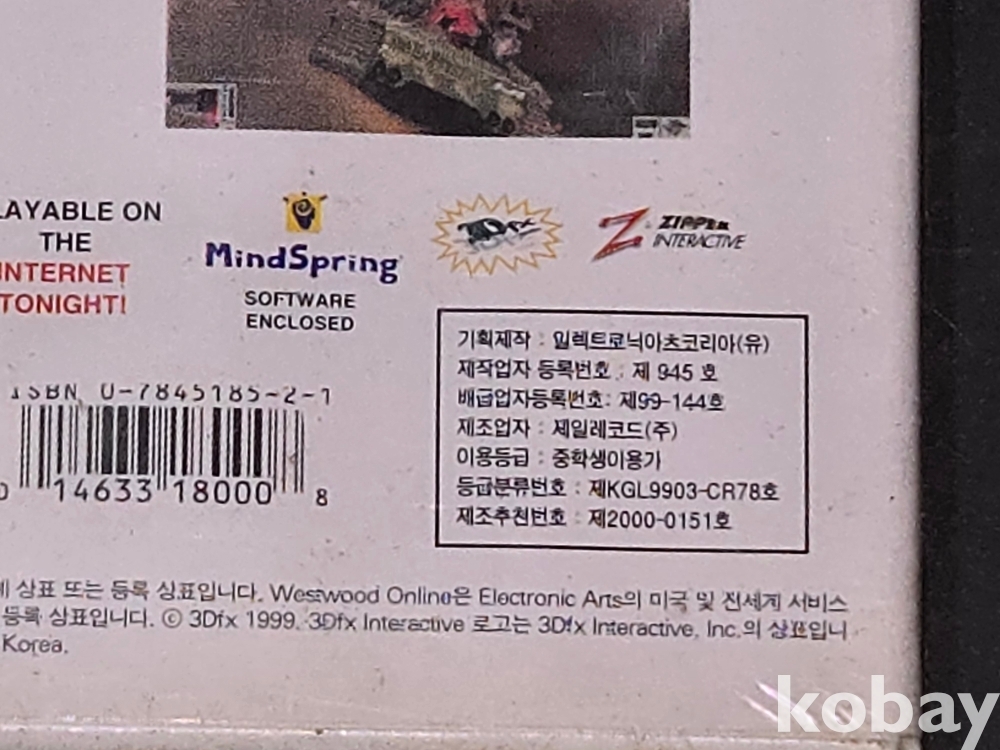 LAYABLE ON
THE
INTERNET
TONIGHT!
MindSpring
SOFTWARE
ENCLOSED
3Dfx
ZIPPER
INTERACTIVE
ISBN 0-7845185-2-1
0 14633 18000 8
기획제작 : 일렉트로닉아츠코리아(유)
제작업자 등록번호 : 제 945 호
배급업자등록번호: 제99-144호
제조업자 : 제일레코드(주)
이용등급 : 중학생이용가
등급분류번호 : 제KGL9903-CR78호
제조추천번호 : 제2000-0151호
상표 또는 등록 상표입니다. Westwood Online은 Electronic Arts의 미국 및 전세계 서비스
등록 상표입니다. © 3Dfx 1999. 3Dfx Interactive 로고는 3Dfx Interactive, Inc.의 상표입니
Korea.
kobay